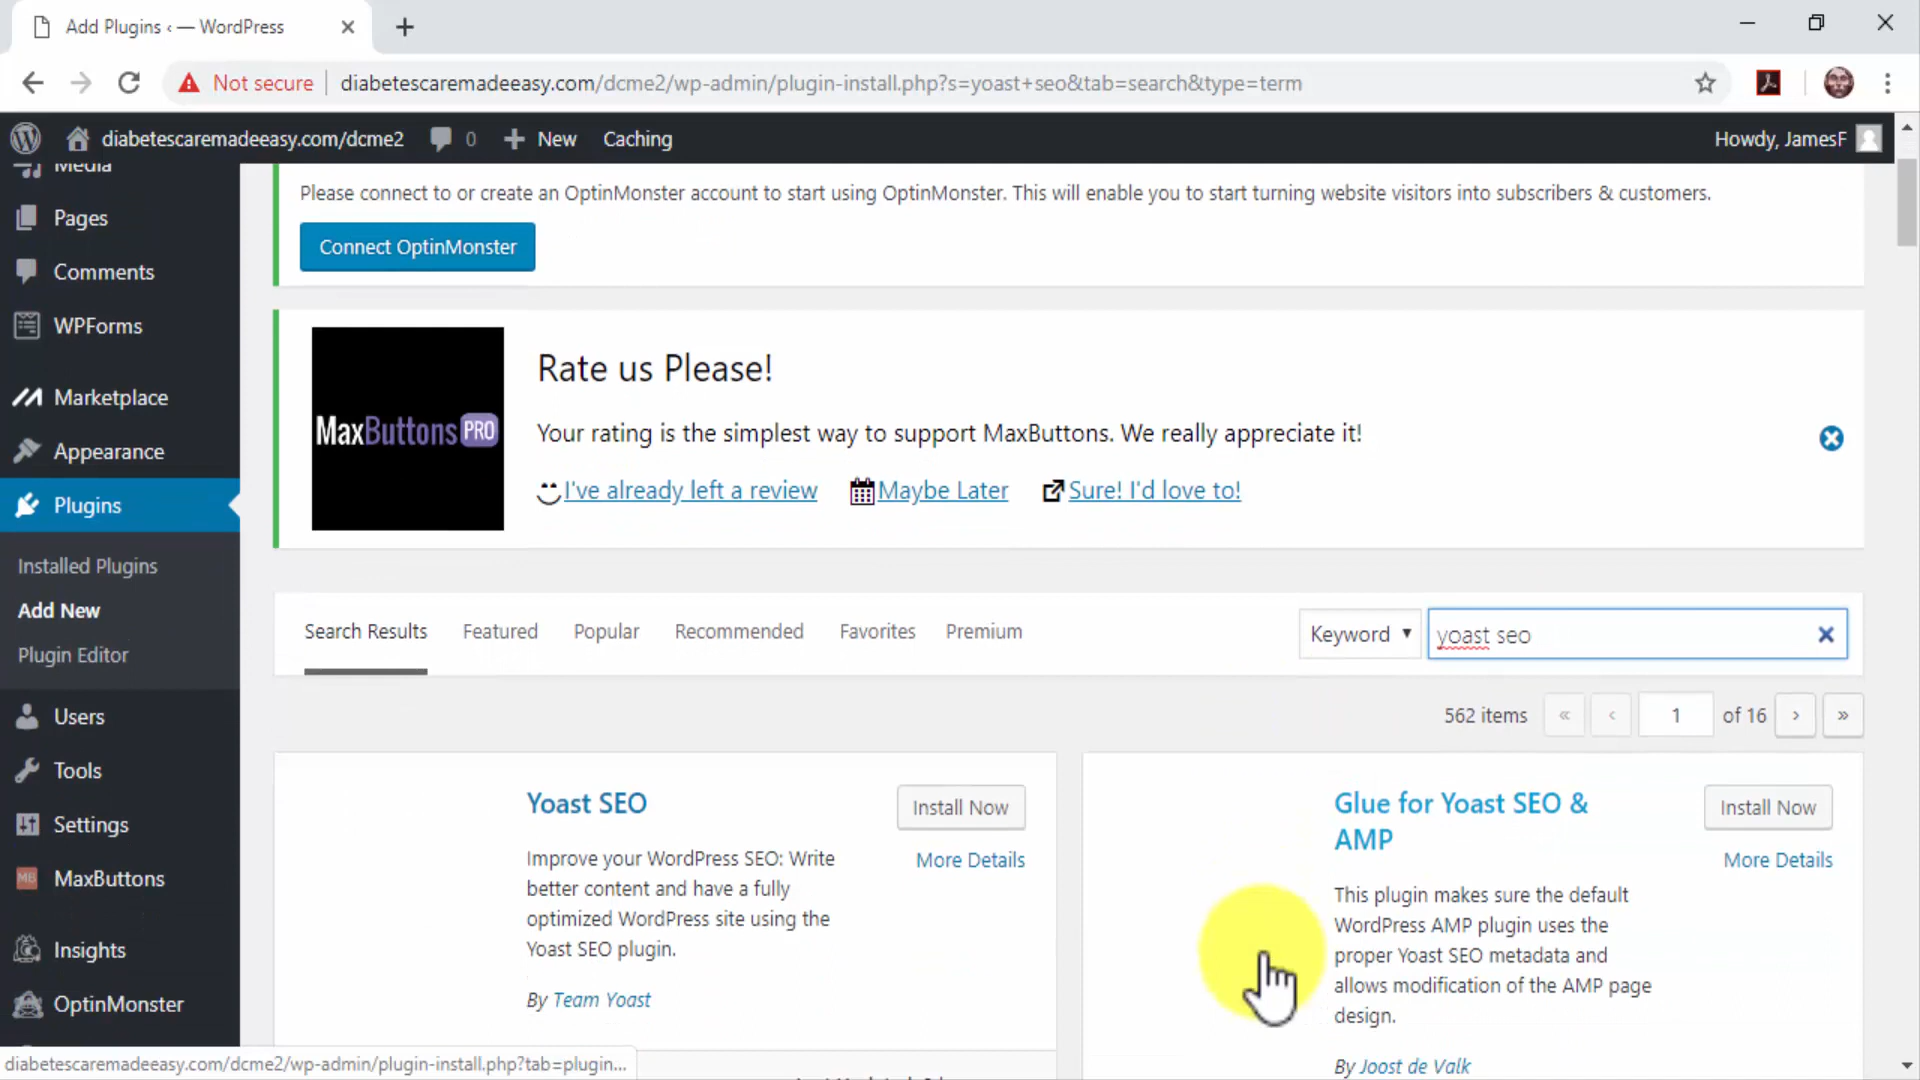 Add Plugins ‹ — WordPress
Not secure diabetescaremadeeasy.com/dcme2/wp-admin/plugin-install.php?s=yoast+seo&tab=search&type=term
diabetescaremadeeasy.com/dcme2 0 New Caching Howdy, JamesF
Media
Pages
Comments
WPForms
Marketplace
Appearance
Plugins
Installed Plugins
Add New
Plugin Editor
Users
Tools
Settings
MB MaxButtons
Insights
OptinMonster
Please connect to or create an OptinMonster account to start using OptinMonster. This will enable you to start turning website visitors into subscribers & customers.
Connect OptinMonster
MaxButtons PRO
Rate us Please!
Your rating is the simplest way to support MaxButtons. We really appreciate it!
I've already left a review Maybe Later Sure! I'd love to!
Search Results Featured Popular Recommended Favorites Premium Keyword yoast seo
562 items « ‹ 1 of 16 › »
Yoast SEO
Install Now
More Details
Improve your WordPress SEO: Write
better content and have a fully
optimized WordPress site using the
Yoast SEO plugin.
By Team Yoast
Glue for Yoast SEO &
AMP
Install Now
More Details
This plugin makes sure the default
WordPress AMP plugin uses the
proper Yoast SEO metadata and
allows modification of the AMP page
design.
By Joost de Valk
diabetescaremadeeasy.com/dcme2/wp-admin/plugin-install.php?tab=plugin...